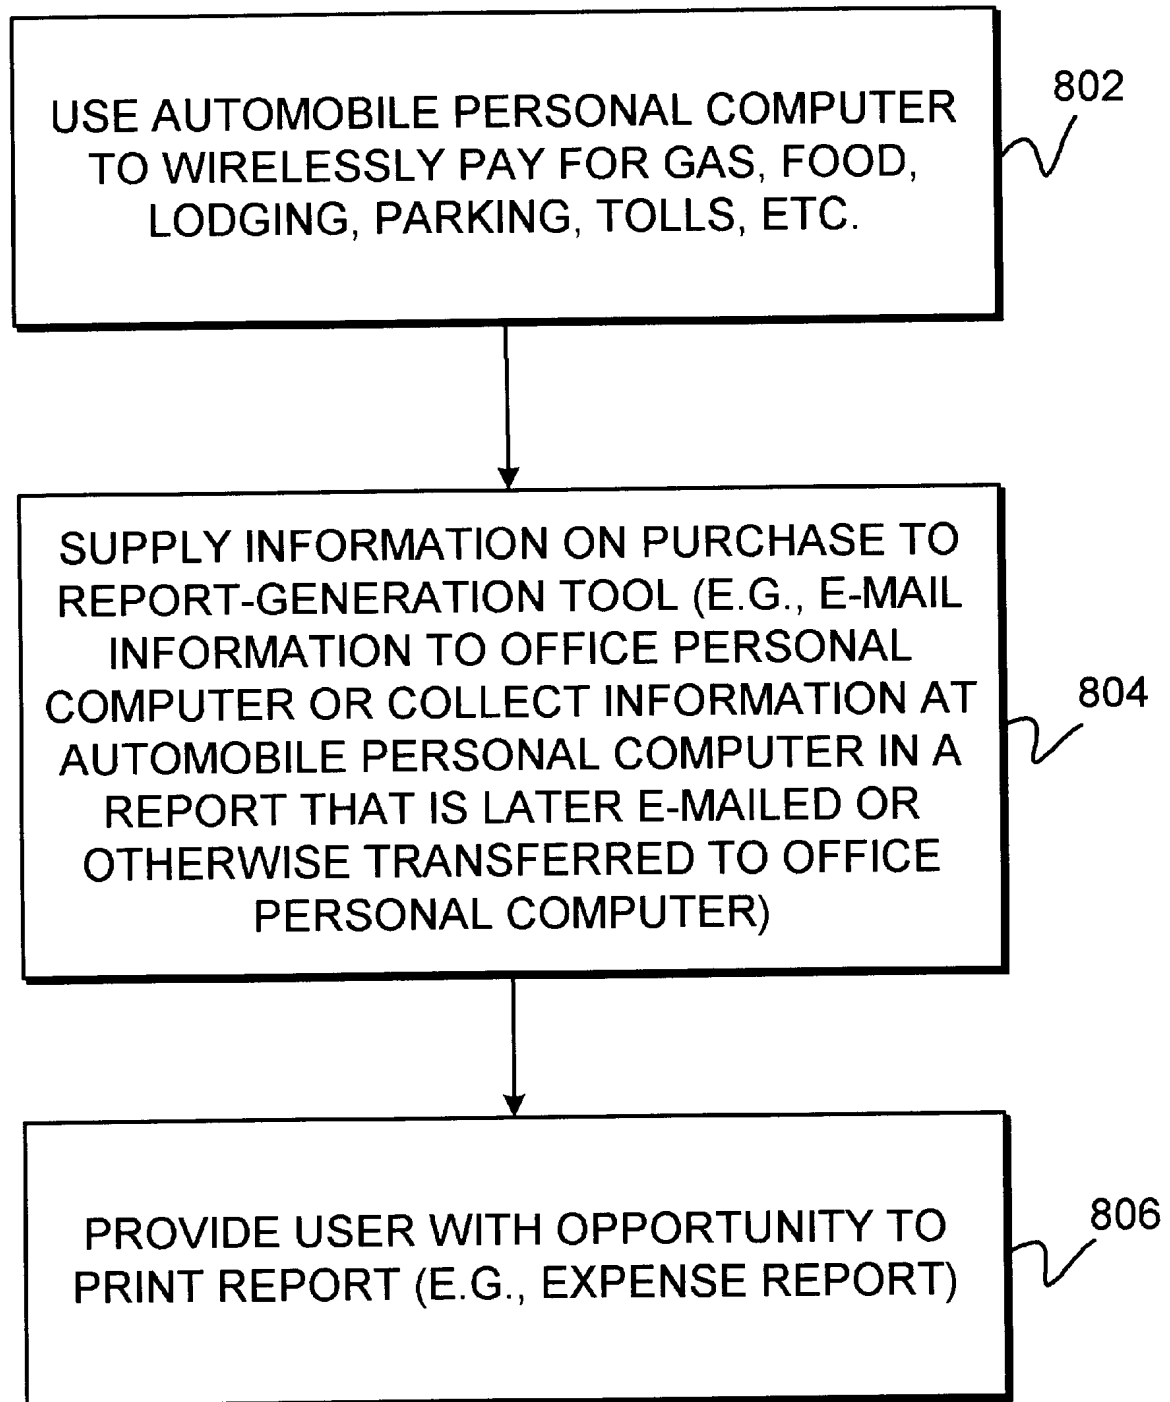 USE AUTOMOBILE PERSONAL COMPUTER
TO WIRELESSLY PAY FOR GAS, FOOD,
LODGING, PARKING, TOLLS, ETC.
802
SUPPLY INFORMATION ON PURCHASE TO
REPORT-GENERATION TOOL (E.G., E-MAIL
INFORMATION TO OFFICE PERSONAL
COMPUTER OR COLLECT INFORMATION AT
AUTOMOBILE PERSONAL COMPUTER IN A
REPORT THAT IS LATER E-MAILED OR
OTHERWISE TRANSFERRED TO OFFICE
PERSONAL COMPUTER)
804
PROVIDE USER WITH OPPORTUNITY TO
PRINT REPORT (E.G., EXPENSE REPORT)
806